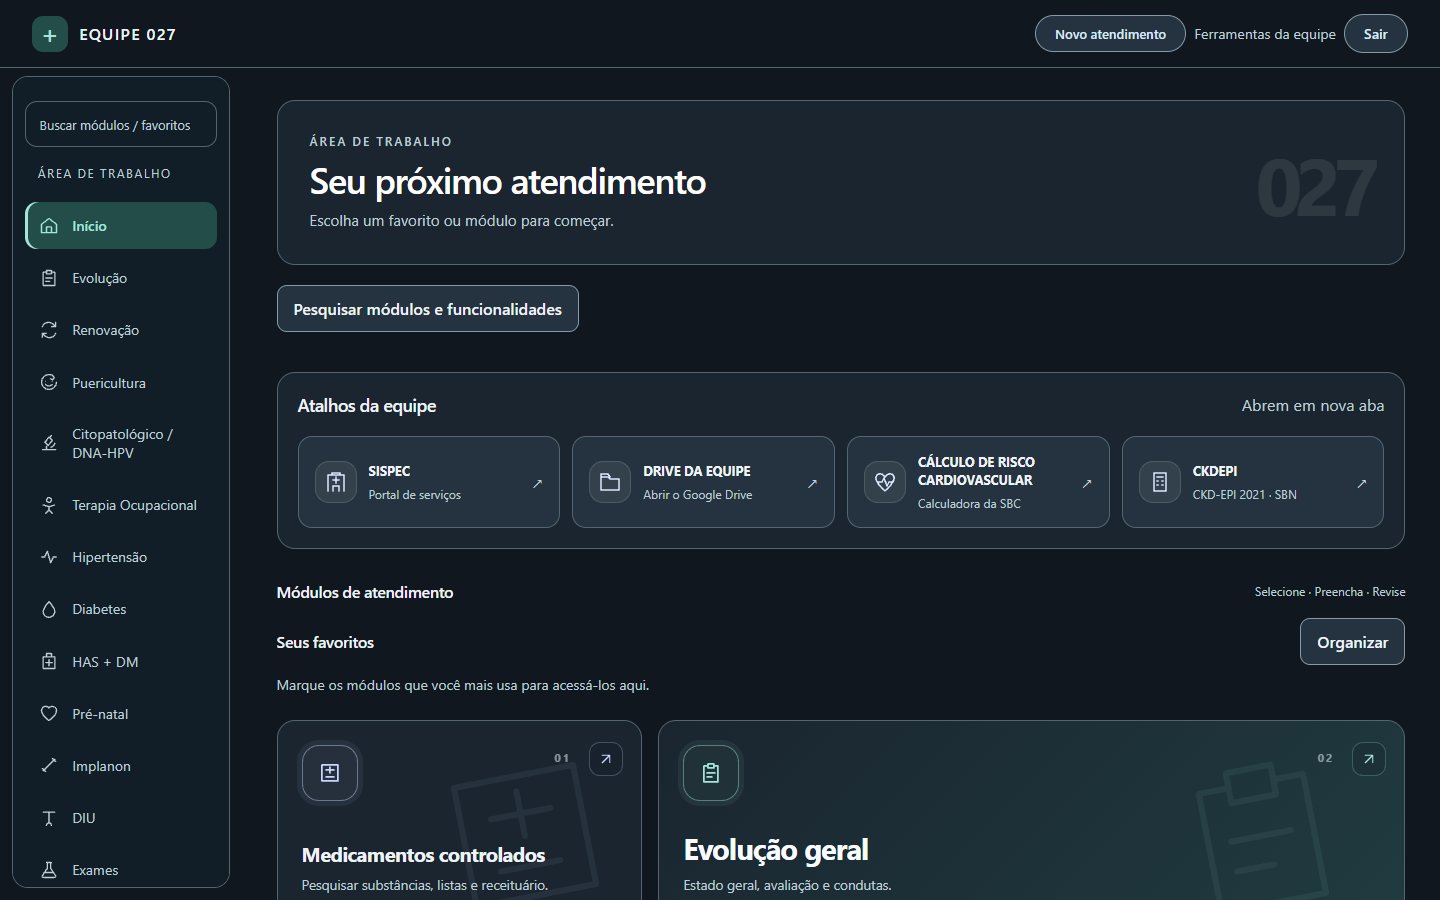 EQUIPE 027
Novo atendimento
Ferramentas da equipe
Sair
Buscar módulos / favoritos
ÁREA DE TRABALHO
Início
Evolução
Renovação
Puericultura
Citopatológico /
DNA-HPV
Terapia Ocupacional
Hipertensão
Diabetes
HAS + DM
Pré-natal
Implanon
DIU
Exames
ÁREA DE TRABALHO
Seu próximo atendimento
Escolha um favorito ou módulo para começar.
027
Pesquisar módulos e funcionalidades
Atalhos da equipe
Abrem em nova aba
SISPEC
Portal de serviços
DRIVE DA EQUIPE
Abrir o Google Drive
CÁLCULO DE RISCO
CARDIOVASCULAR
Calculadora da SBC
CKDEPI
CKD-EPI 2021 · SBN
Módulos de atendimento
Selecione · Preencha · Revise
Seus favoritos
Organizar
Marque os módulos que você mais usa para acessá-los aqui.
01
Medicamentos controlados
Pesquisar substâncias, listas e receituário.
02
Evolução geral
Estado geral, avaliação e condutas.